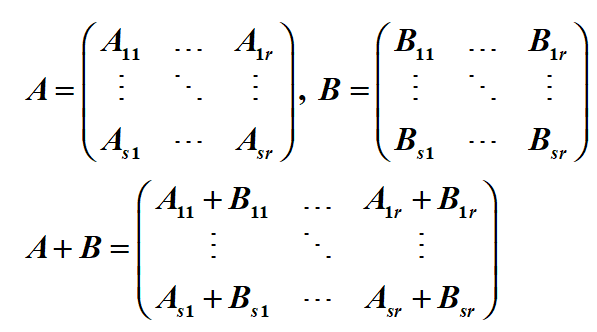 A = ( A₁₁ … A₁ᵣ ⋮ ⋱ ⋮ Aₛ₁ ⋯ Aₛᵣ ), B = ( B₁₁ … B₁ᵣ ⋮ ⋱ ⋮ Bₛ₁ ⋯ Bₛᵣ )
A + B = ( A₁₁ + B₁₁ … A₁ᵣ + B₁ᵣ ⋮ ⋱ ⋮ Aₛ₁ + Bₛ₁ ⋯ Aₛᵣ + Bₛᵣ )